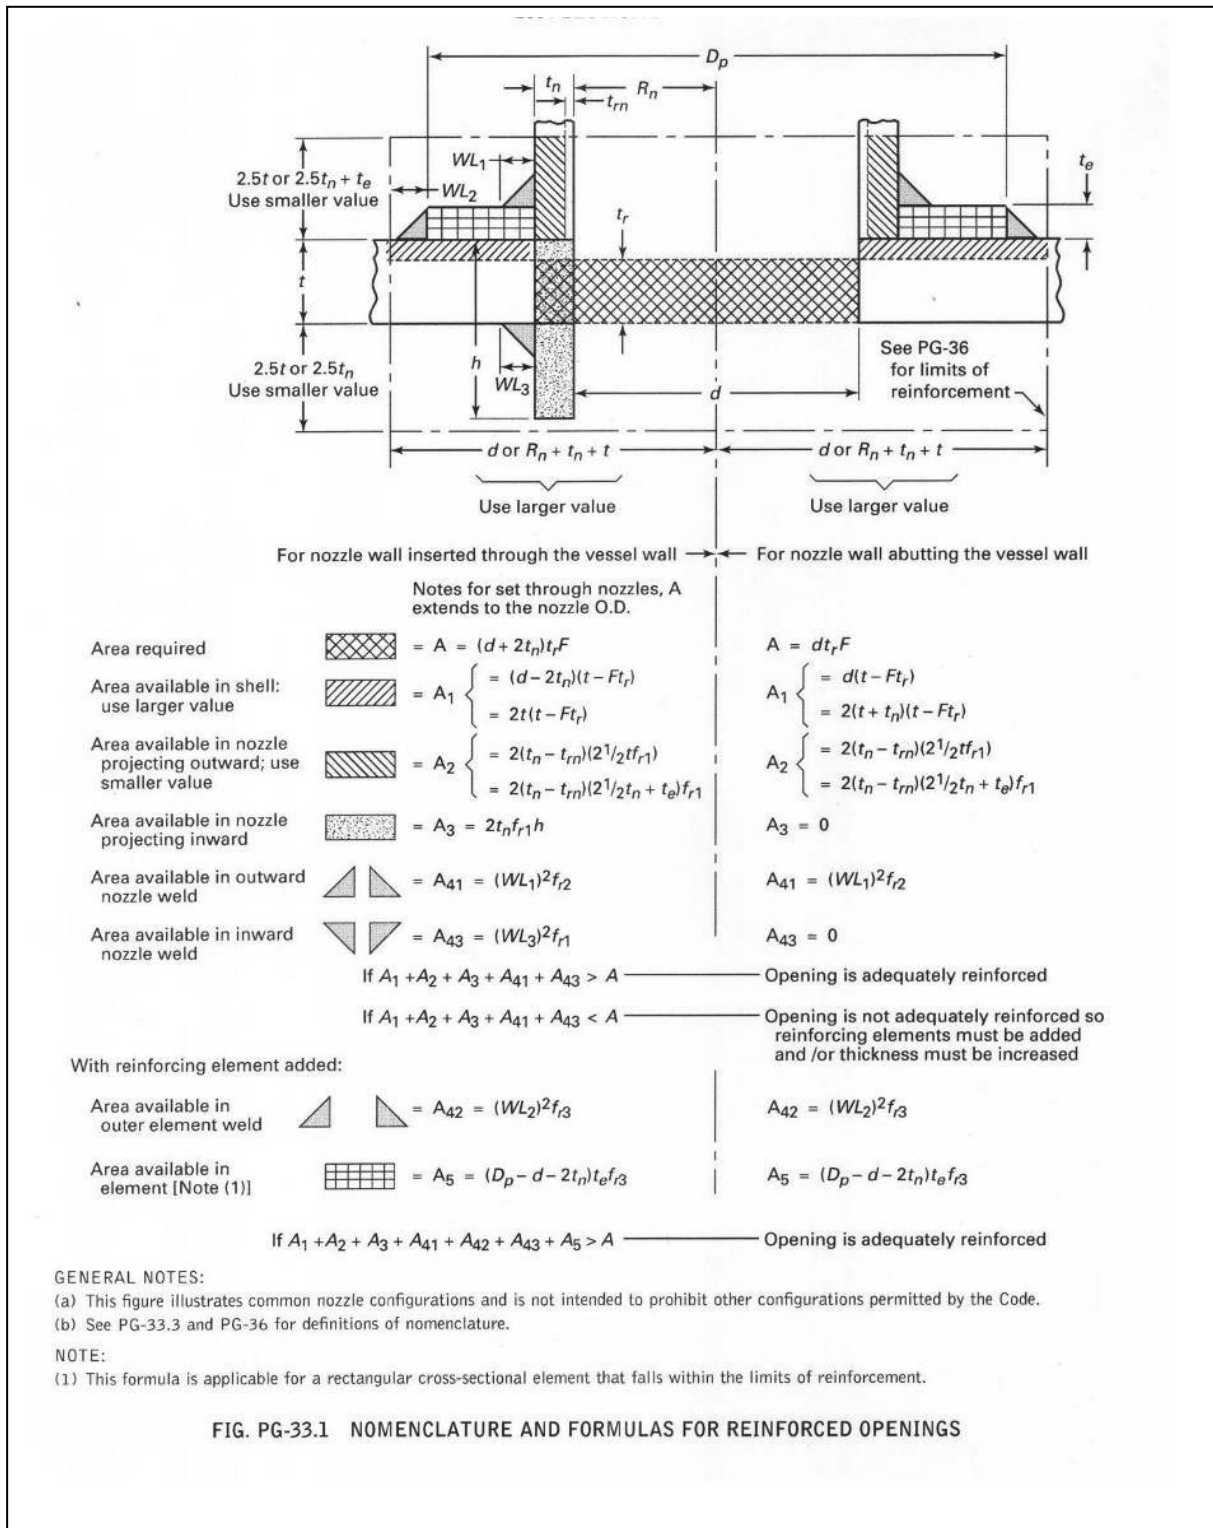 D_p
t_n
R_n
t_rn
WL_1
t_e
2.5t or 2.5t_n + t_e
Use smaller value
WL_2
t_r
t
h
See PG-36
for limits of
reinforcement
2.5t or 2.5t_n
Use smaller value
WL_3
d
d or R_n + t_n + t
d or R_n + t_n + t
Use larger value
Use larger value
For nozzle wall inserted through the vessel wall
For nozzle wall abutting the vessel wall
Notes for set through nozzles, A
extends to the nozzle O.D.
Area required = A = (d + 2t_n)t_rF A = dt_rF
Area available in shell:
use larger value
= A_1
= (d – 2t_n)(t – Ft_r)
= 2t(t – Ft_r)
A_1
= d(t – Ft_r)
= 2(t + t_n)(t – Ft_r)
Area available in nozzle
projecting outward; use
smaller value
= A_2
= 2(t_n – t_rn)(2 1/2 tf_r1)
= 2(t_n – t_rn)(2 1/2 t_n + t_e)f_r1
A_2
= 2(t_n – t_rn)(2 1/2 tf_r1)
= 2(t_n – t_rn)(2 1/2 t_n + t_e)f_r1
Area available in nozzle
projecting inward
= A_3 = 2t_nf_r1h A_3 = 0
Area available in outward
nozzle weld
= A_41 = (WL_1)²f_r2 A_41 = (WL_1)²f_r2
Area available in inward
nozzle weld
= A_43 = (WL_3)²f_r1 A_43 = 0
If A_1 +A_2 + A_3 + A_41 + A_43 > A Opening is adequately reinforced
If A_1 +A_2 + A_3 + A_41 + A_43 < A Opening is not adequately reinforced so
reinforcing elements must be added
and /or thickness must be increased
With reinforcing element added:
Area available in
outer element weld
= A_42 = (WL_2)²f_r3 A_42 = (WL_2)²f_r3
Area available in
element [Note (1)]
= A_5 = (D_p – d – 2t_n)t_ef_r3 A_5 = (D_p – d – 2t_n)t_ef_r3
If A_1 +A_2 + A_3 + A_41 + A_42 + A_43 + A_5 > A Opening is adequately reinforced
GENERAL NOTES:
(a) This figure illustrates common nozzle configurations and is not intended to prohibit other configurations permitted by the Code.
(b) See PG-33.3 and PG-36 for definitions of nomenclature.
NOTE:
(1) This formula is applicable for a rectangular cross-sectional element that falls within the limits of reinforcement.
FIG. PG-33.1 NOMENCLATURE AND FORMULAS FOR REINFORCED OPENINGS